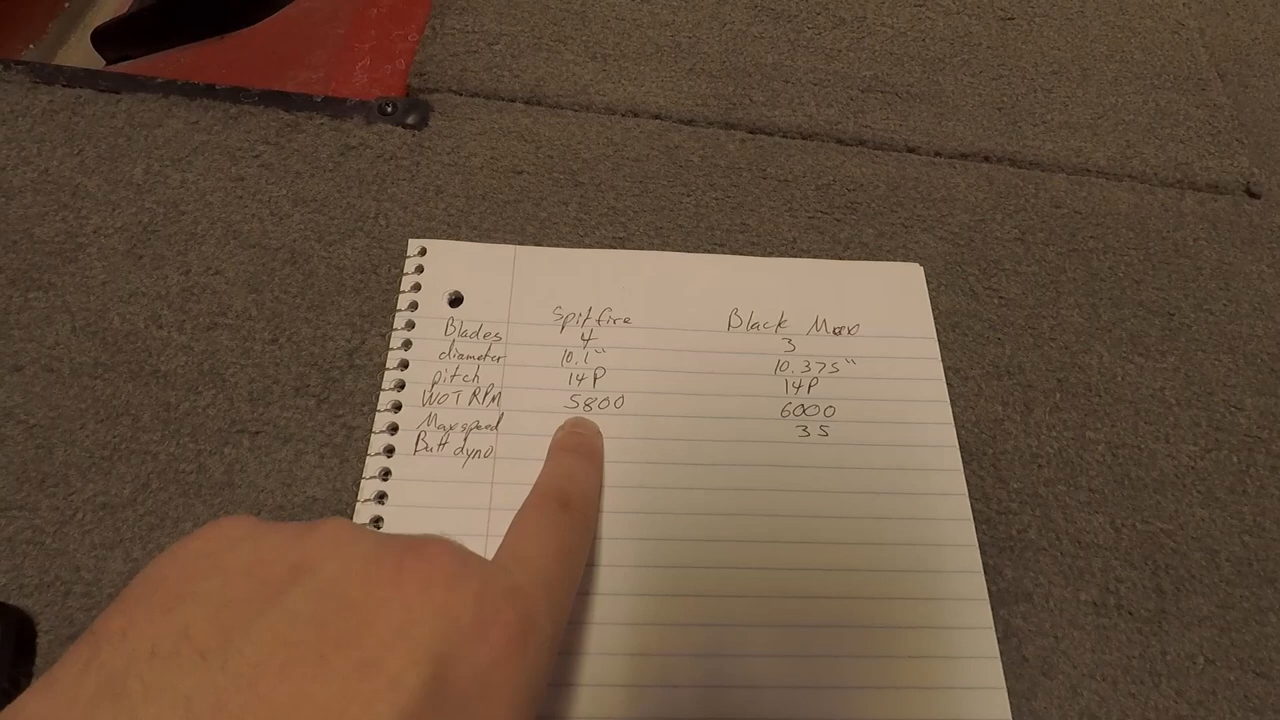 Spitfire Black Max
Blades 4 3
diameter 10.1" 10.375"
pitch 14P 14P
WOT RPM 5800 6000
Max speed 35
Butt dyno